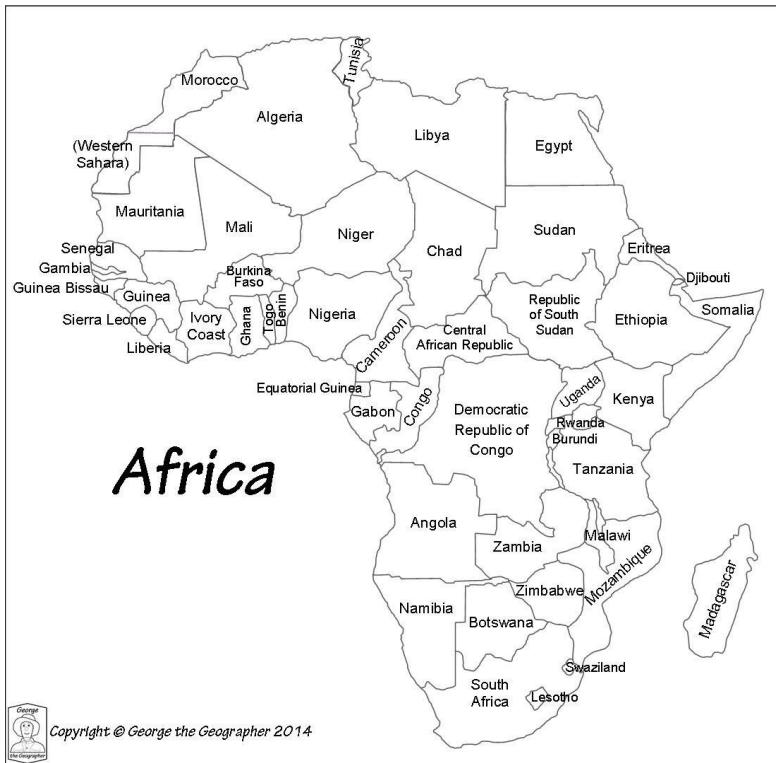 Tunisia
Morocco
Algeria
Libya
Egypt
(Western
Sahara)
Mauritania
Mali
Niger
Chad
Sudan
Eritrea
Senegal
Gambia
Guinea Bissau
Burkina
Faso
Djibouti
Guinea
Sierra Leone
Liberia
Ivory
Coast
Ghana
Togo
Benin
Nigeria
Cameroon
Central
African Republic
Republic
of South
Sudan
Ethiopia
Somalia
Equatorial Guinea
Gabon
Congo
Democratic
Republic of
Congo
Uganda
Kenya
Rwanda
Burundi
Tanzania
Africa
Angola
Zambia
Malawi
Mozambique
Madagascar
Zimbabwe
Namibia
Botswana
Swaziland
South
Africa
Lesotho
George
the Geographer
Copyright © George the Geographer 2014